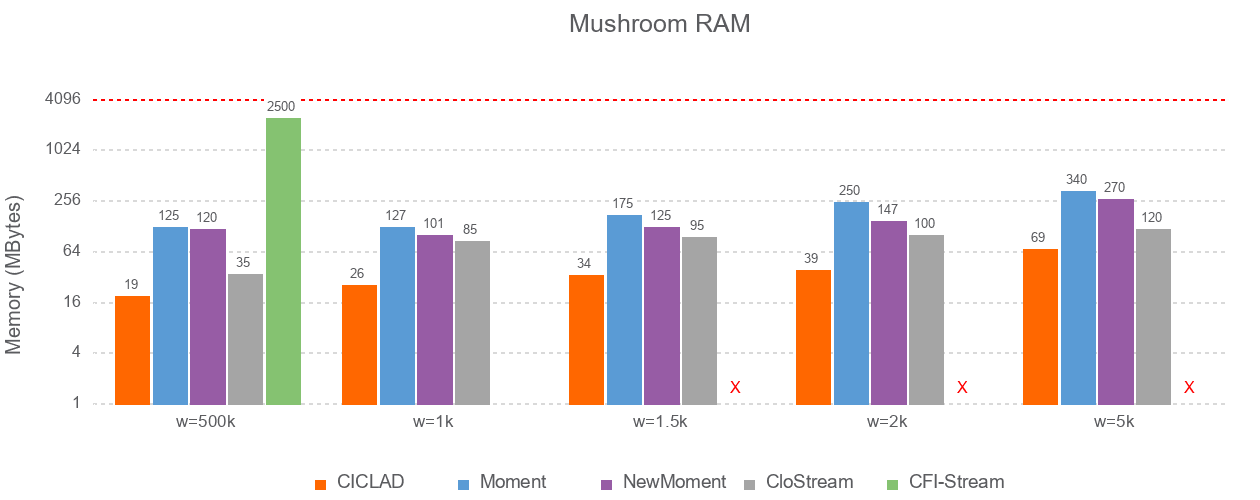 Mushroom RAM
Memory (MBytes)
4096
1024
256
64
16
4
1
19 125 120 35 2500
26 127 101 85
34 175 125 95 X
39 250 147 100 X
69 340 270 120 X
w=500k w=1k w=1.5k w=2k w=5k
CICLAD Moment NewMoment CloStream CFI-Stream